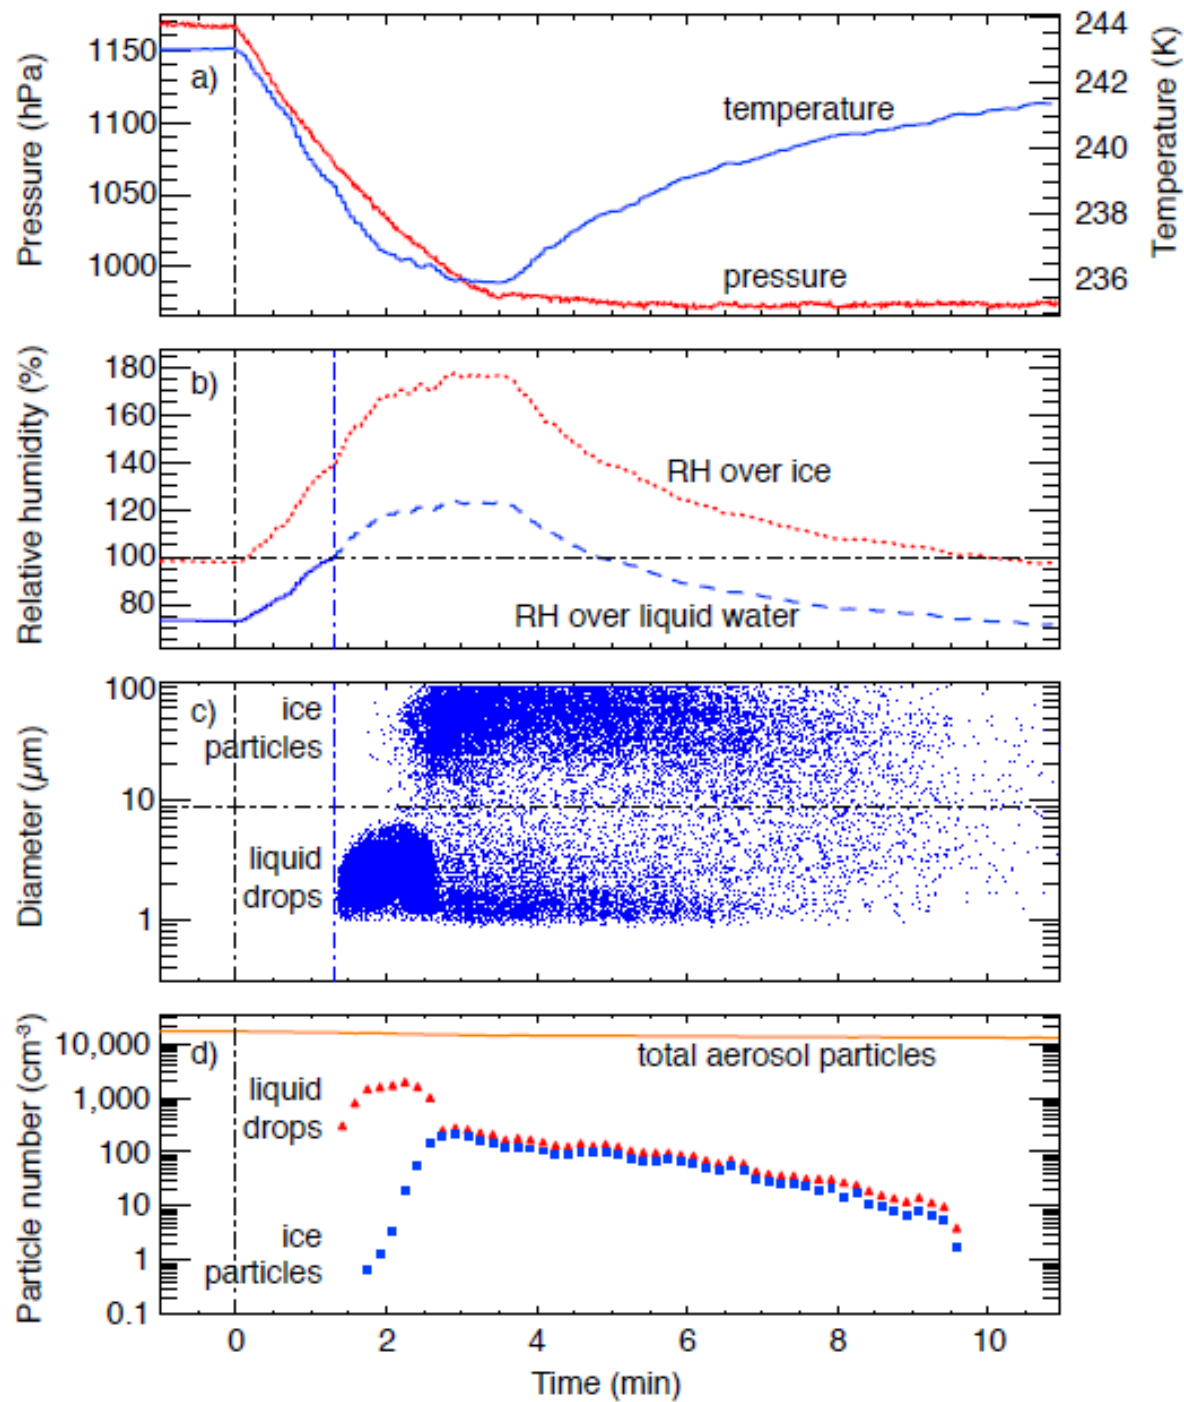 Pressure (hPa)
1150
1100
1050
1000
a)
temperature
pressure
244
242
240
238
236
Temperature (K)
Relative humidity (%)
180
160
140
120
100
80
b)
RH over ice
RH over liquid water
Diameter (µm)
100
10
1
c)
ice
particles
liquid
drops
Particle number (cm-3)
10,000
1,000
100
10
1
0.1
d)
total aerosol particles
liquid
drops
ice
particles
0 2 4 6 8 10
Time (min)